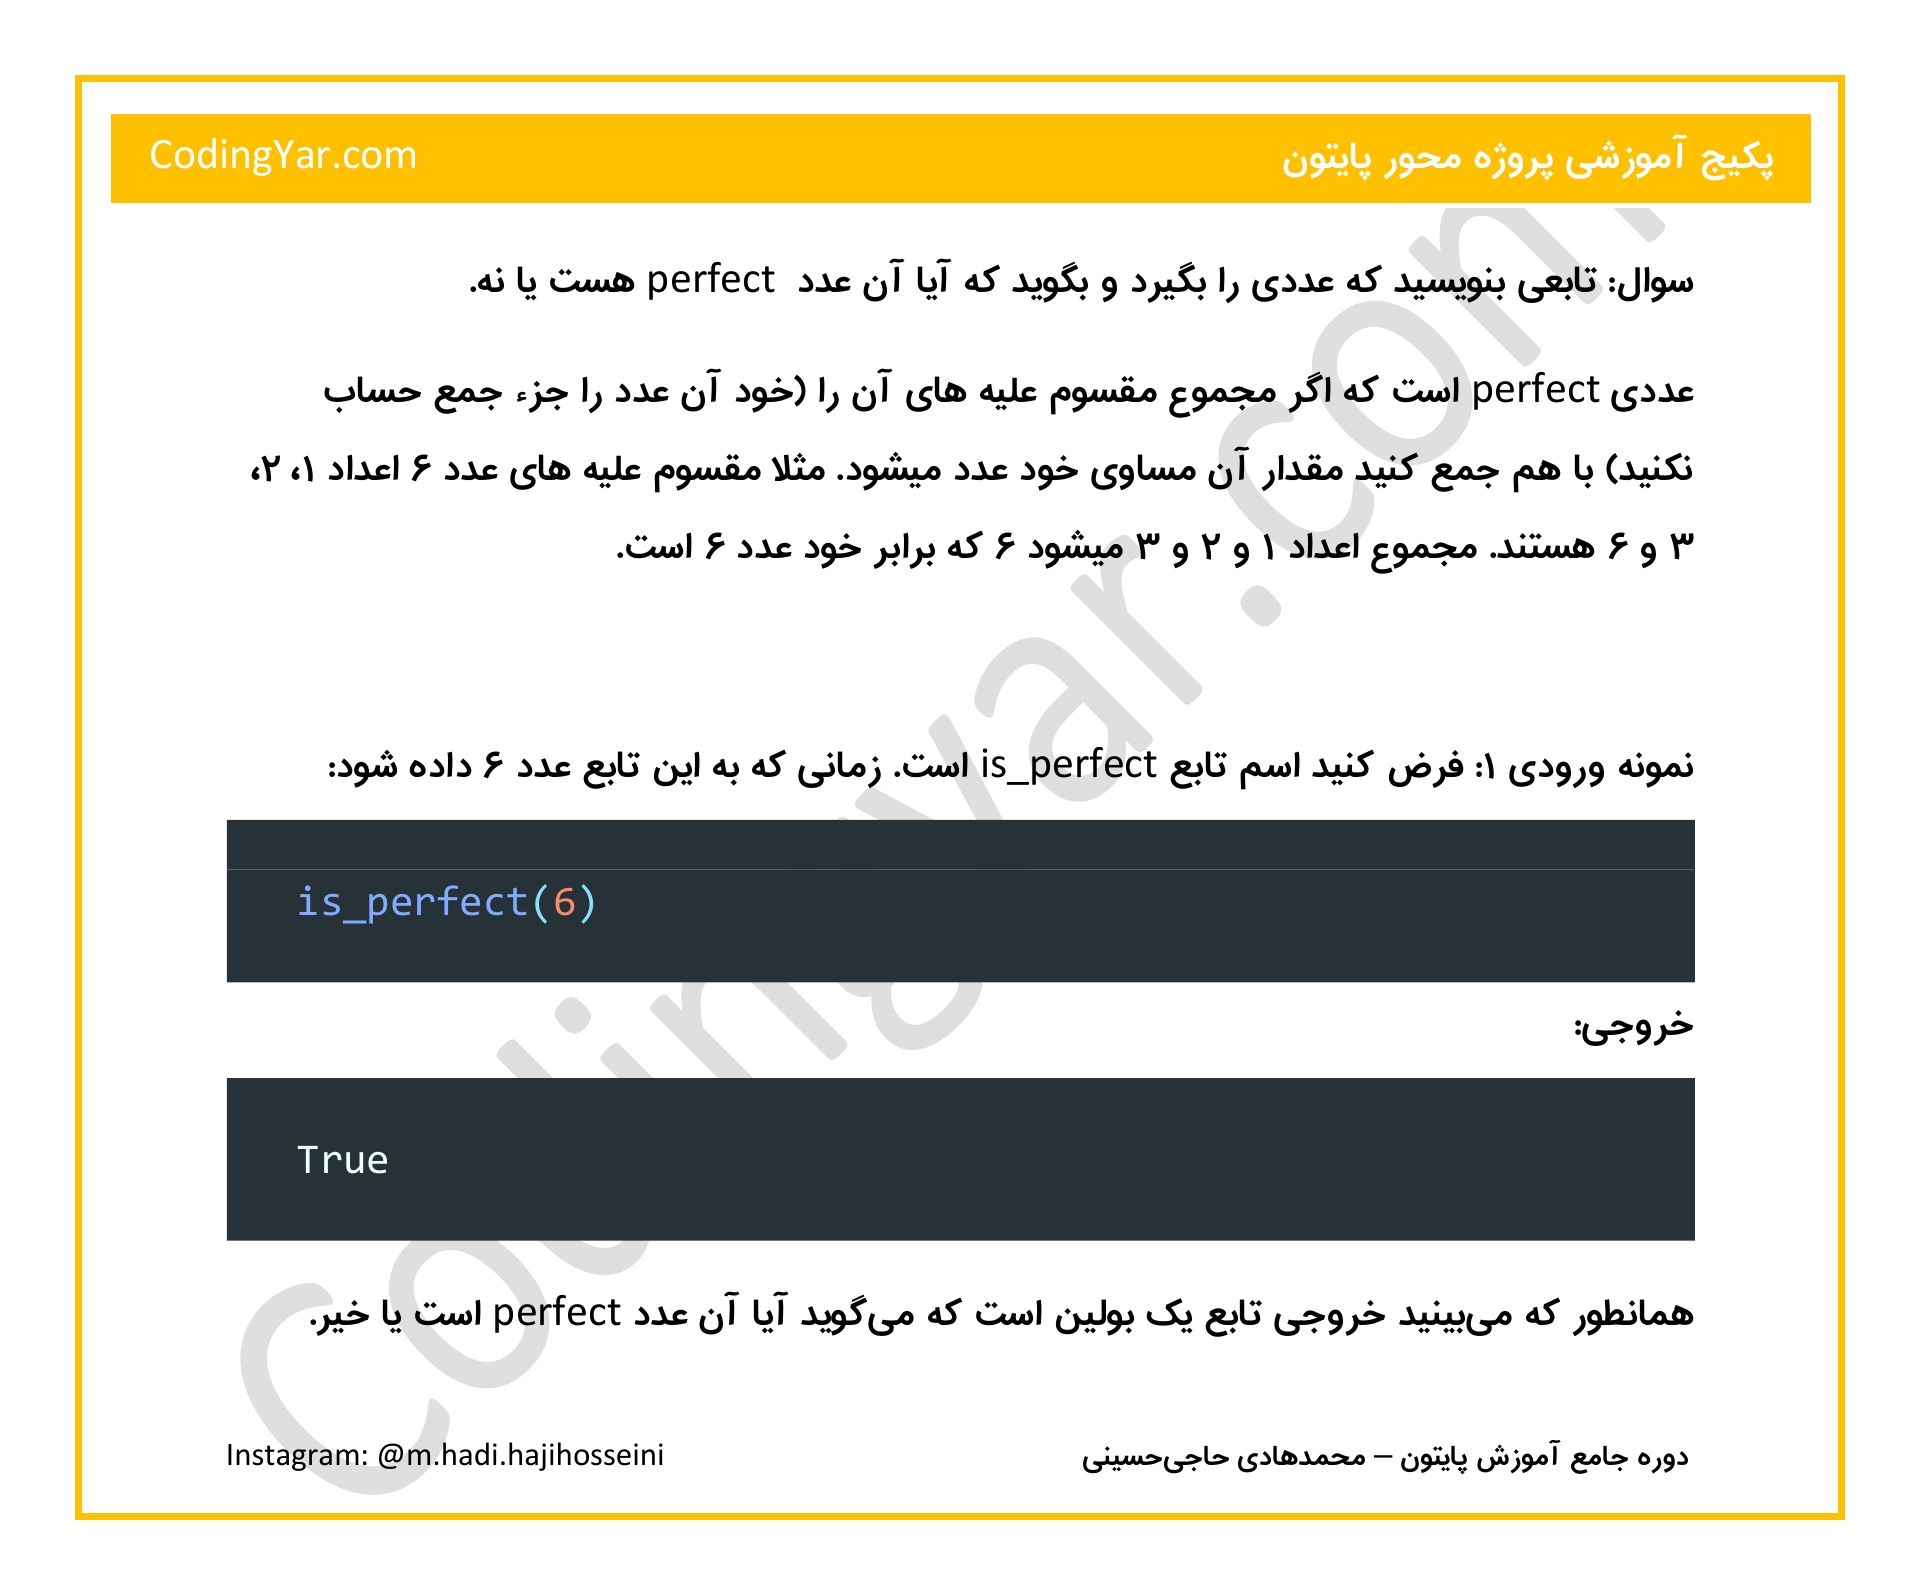 پکیج آموزشی پروژه محور پایتون CodingYar.com
سوال: تابعی بنویسید که عددی را بگیرد و بگوید که آیا آن عدد perfect هست یا نه.
عددی perfect است که اگر مجموع مقسوم علیه های آن را (خود آن عدد را جزء جمع حساب
نکنید) با هم جمع کنید مقدار آن مساوی خود عدد میشود. مثلا مقسوم علیه های عدد ۶ اعداد ۱، ۲،
۳ و ۶ هستند. مجموع اعداد ۱ و ۲ و ۳ میشود ۶ که برابر خود عدد ۶ است.
نمونه ورودی ۱: فرض کنید اسم تابع is_perfect است. زمانی که به این تابع عدد ۶ داده شود:
is_perfect(6)
خروجی:
True
همانطور که می‌بینید خروجی تابع یک بولین است که می‌گوید آیا آن عدد perfect است یا خیر.
دوره جامع آموزش پایتون – محمدهادی حاجی‌حسینی Instagram: @m.hadi.hajihosseini
Codingyar.com